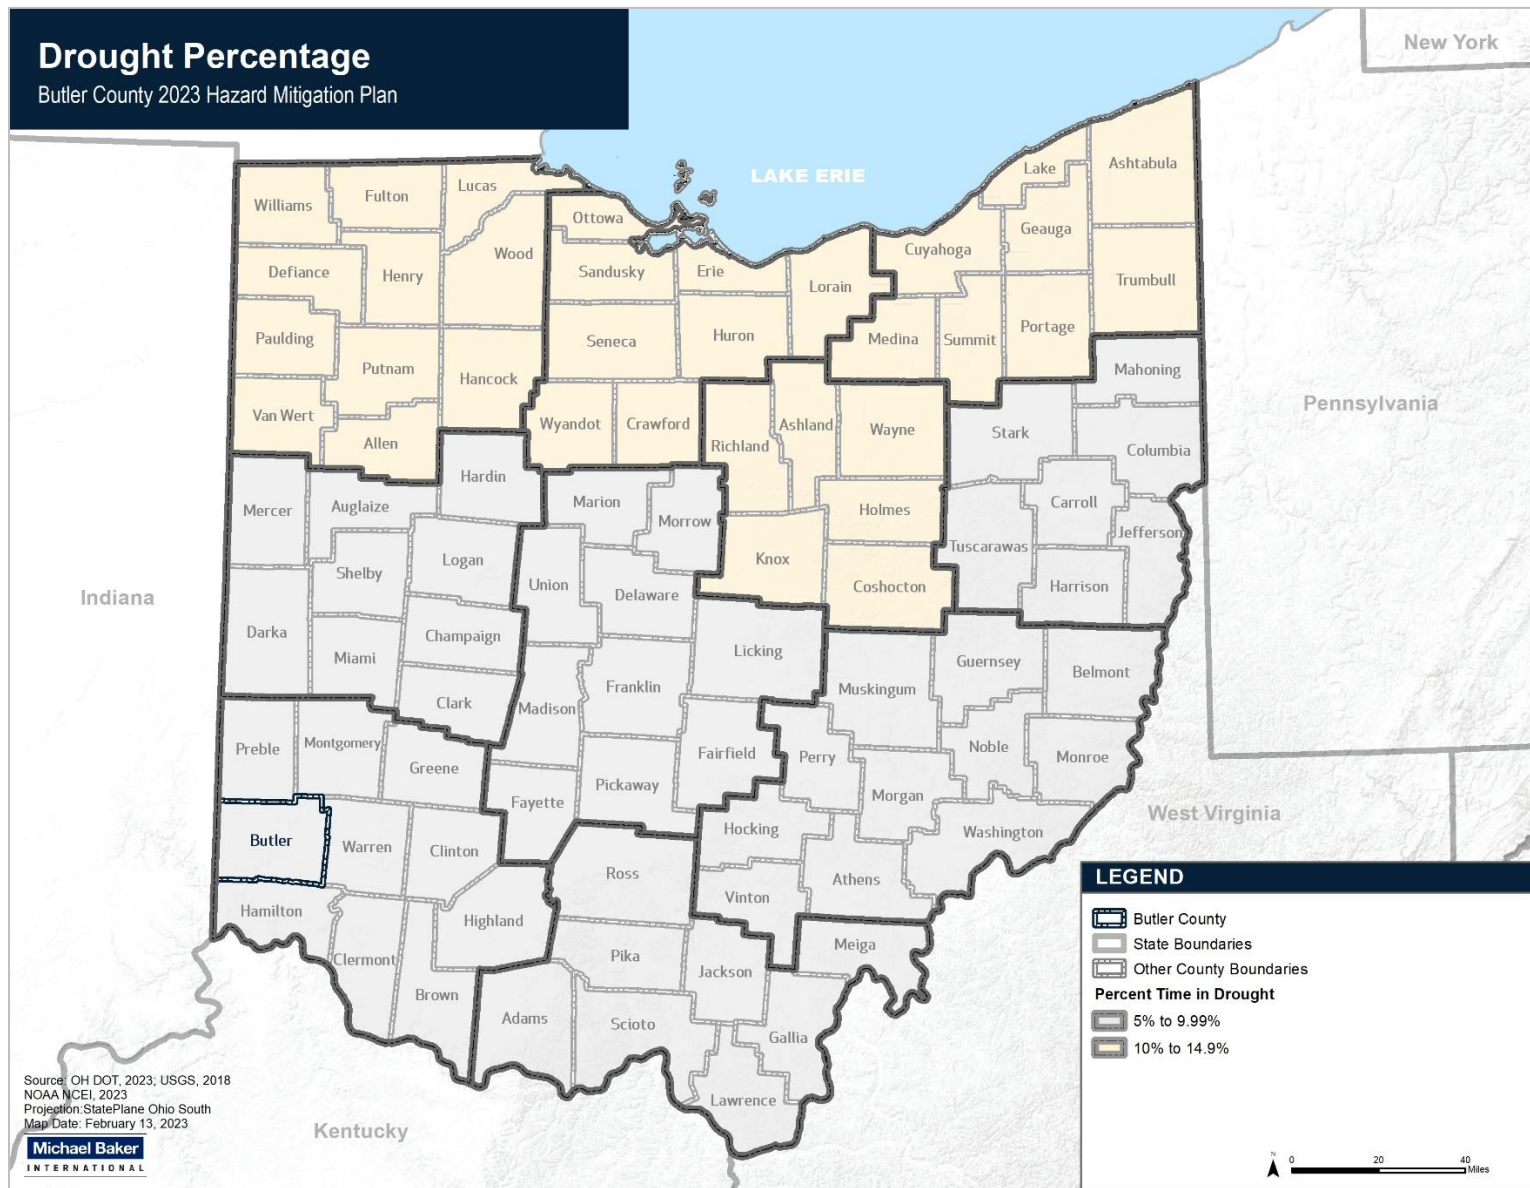 Drought Percentage
Butler County 2023 Hazard Mitigation Plan
New York
LAKE ERIE
Lake
Ashtabula
Williams
Fulton
Lucas
Ottowa
Geauga
Cuyahoga
Wood
Defiance
Henry
Sandusky
Erie
Lorain
Trumbull
Paulding
Seneca
Huron
Medina
Summit
Portage
Putnam
Hancock
Mahoning
Van Wert
Allen
Wyandot
Crawford
Richland
Ashland
Wayne
Stark
Columbia
Pennsylvania
Hardin
Mercer
Auglaize
Marion
Morrow
Holmes
Carroll
Jefferson
Logan
Shelby
Union
Delaware
Knox
Coshocton
Tuscarawas
Harrison
Indiana
Darka
Miami
Champaign
Licking
Guernsey
Belmont
Clark
Madison
Franklin
Muskingum
Preble
Montgomery
Greene
Fairfield
Perry
Noble
Monroe
Fayette
Pickaway
Morgan
West Virginia
Butler
Warren
Clinton
Hocking
Washington
Ross
Vinton
Athens
Hamilton
Highland
Clermont
Pika
Jackson
Meiga
Brown
Adams
Scioto
Gallia
Lawrence
Kentucky
LEGEND
Butler County
State Boundaries
Other County Boundaries
Percent Time in Drought
5% to 9.99%
10% to 14.9%
Source: OH DOT, 2023; USGS, 2018
NOAA NCEI, 2023
Projection:StatePlane Ohio South
Map Date: February 13, 2023
Michael Baker
INTERNATIONAL
N
0 20 40
Miles